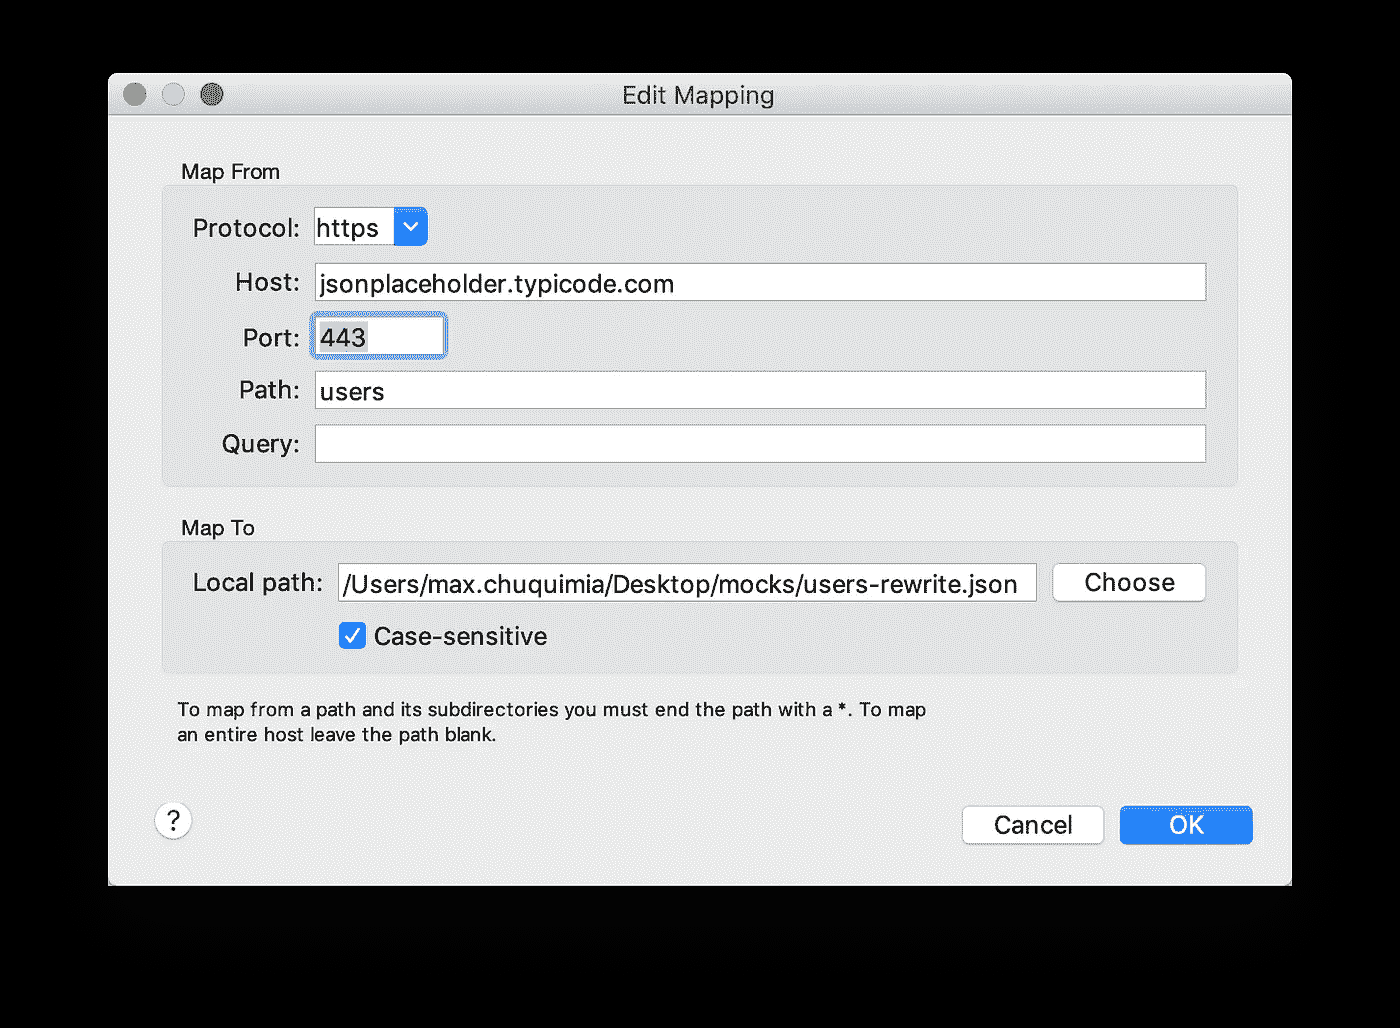 Edit Mapping
Map From
Protocol: https
Host: jsonplaceholder.typicode.com
Port: 443
Path: users
Query:
Map To
Local path: /Users/max.chuquimia/Desktop/mocks/users-rewrite.json Choose
Case-sensitive
To map from a path and its subdirectories you must end the path with a *. To map
an entire host leave the path blank.
? Cancel OK